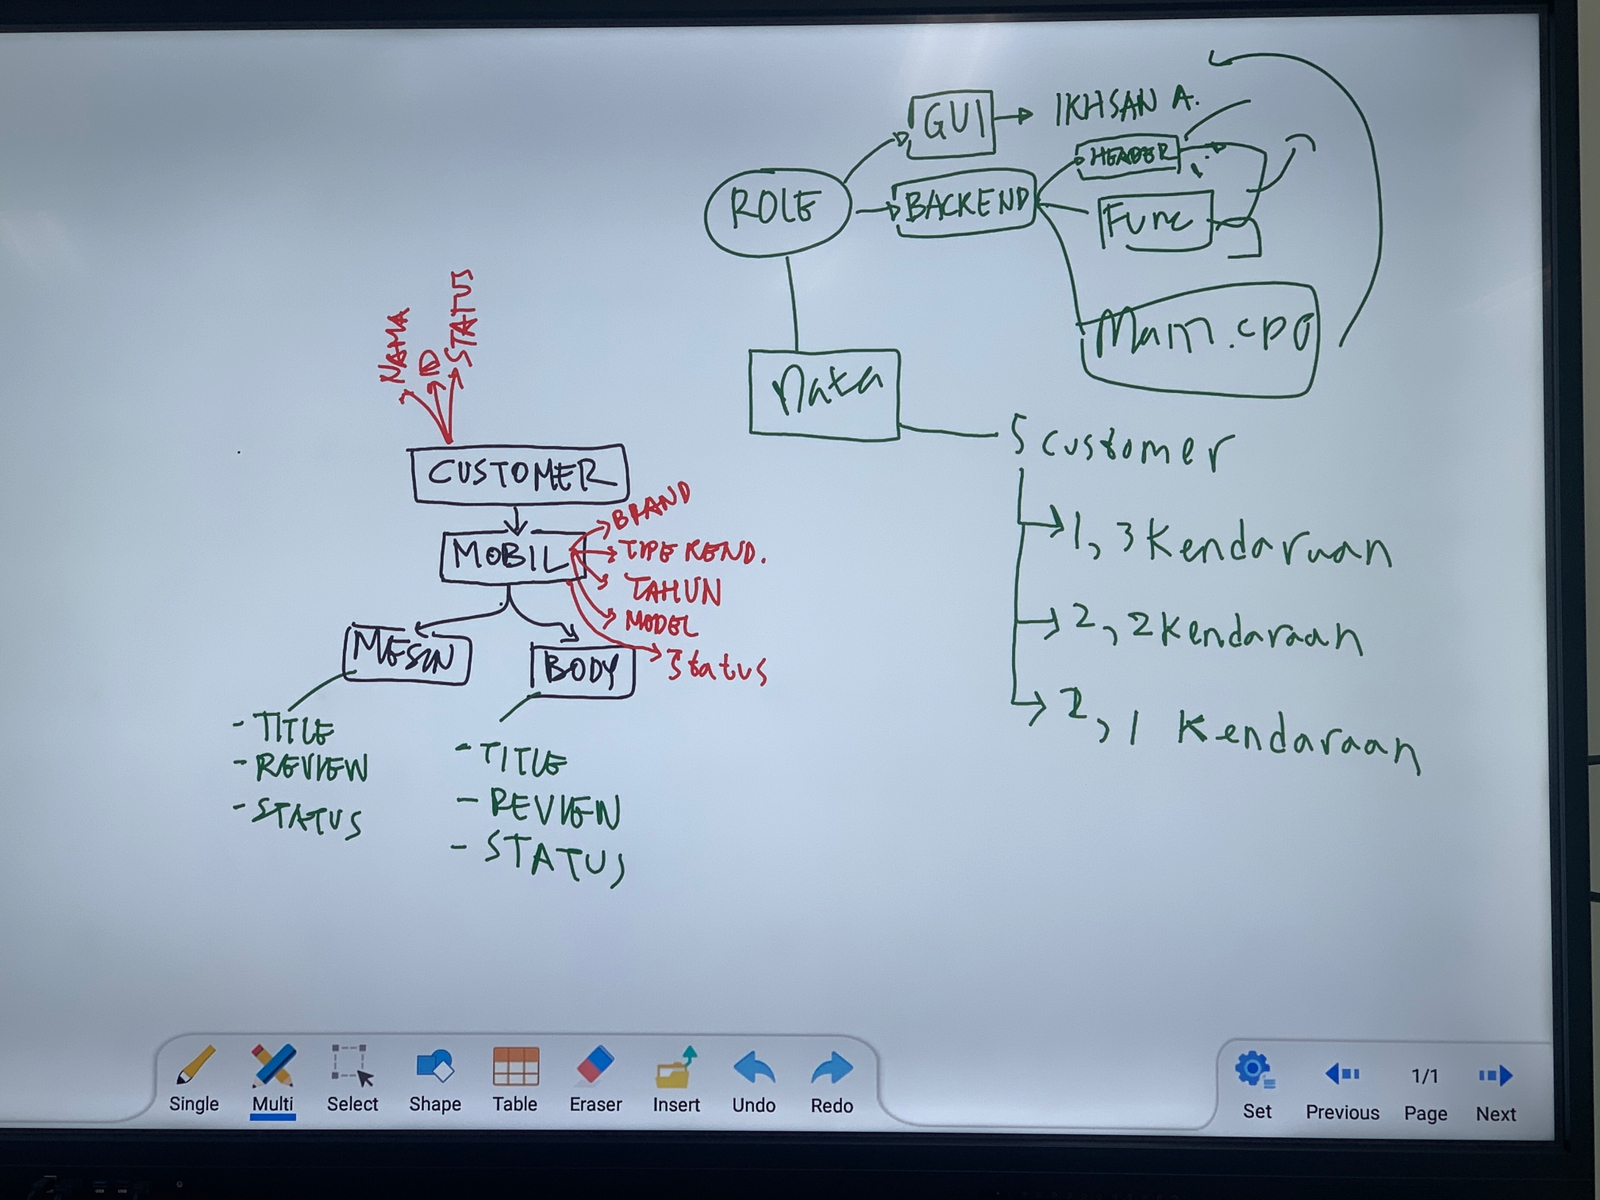 GUI
IKHSAN A.
ROLE
BACKEND
HEADER
Func
Main.cpp
Data
5 customer
1, 3 Kendaraan
2, 2 Kendaraan
2, 1 Kendaraan
NAMA
ID
STATUS
CUSTOMER
MOBIL
BRAND
TIPE KEND.
TAHUN
MODEL
Status
MESIN
BODY
- TITLE
- REVIEW
- STATUS
- TITLE
- REVIEW
- STATUS
Single
Multi
Select
Shape
Table
Eraser
Insert
Undo
Redo
Set
Previous
1/1
Page
Next